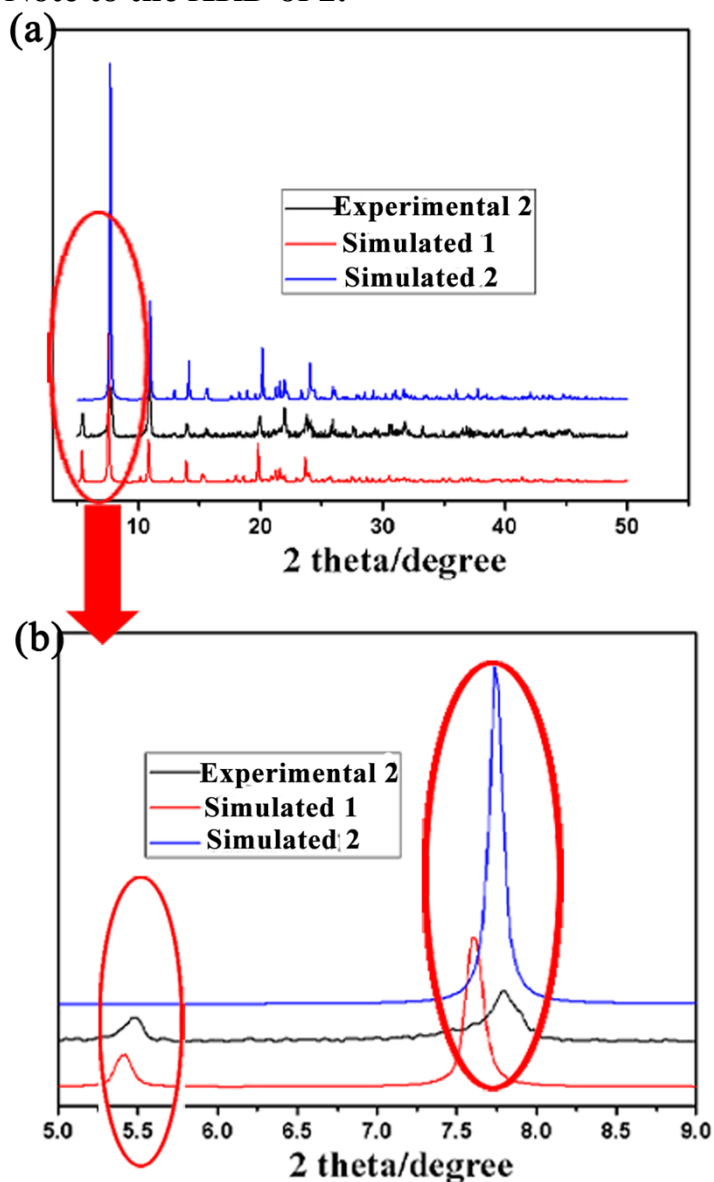 (a)
Experimental 2
Simulated 1
Simulated 2
10 20 30 40 50
2 theta/degree
(b)
Experimental 2
Simulated 1
Simulated 2
5.0 5.5 6.0 6.5 7.0 7.5 8.0 8.5 9.0
2 theta/degree